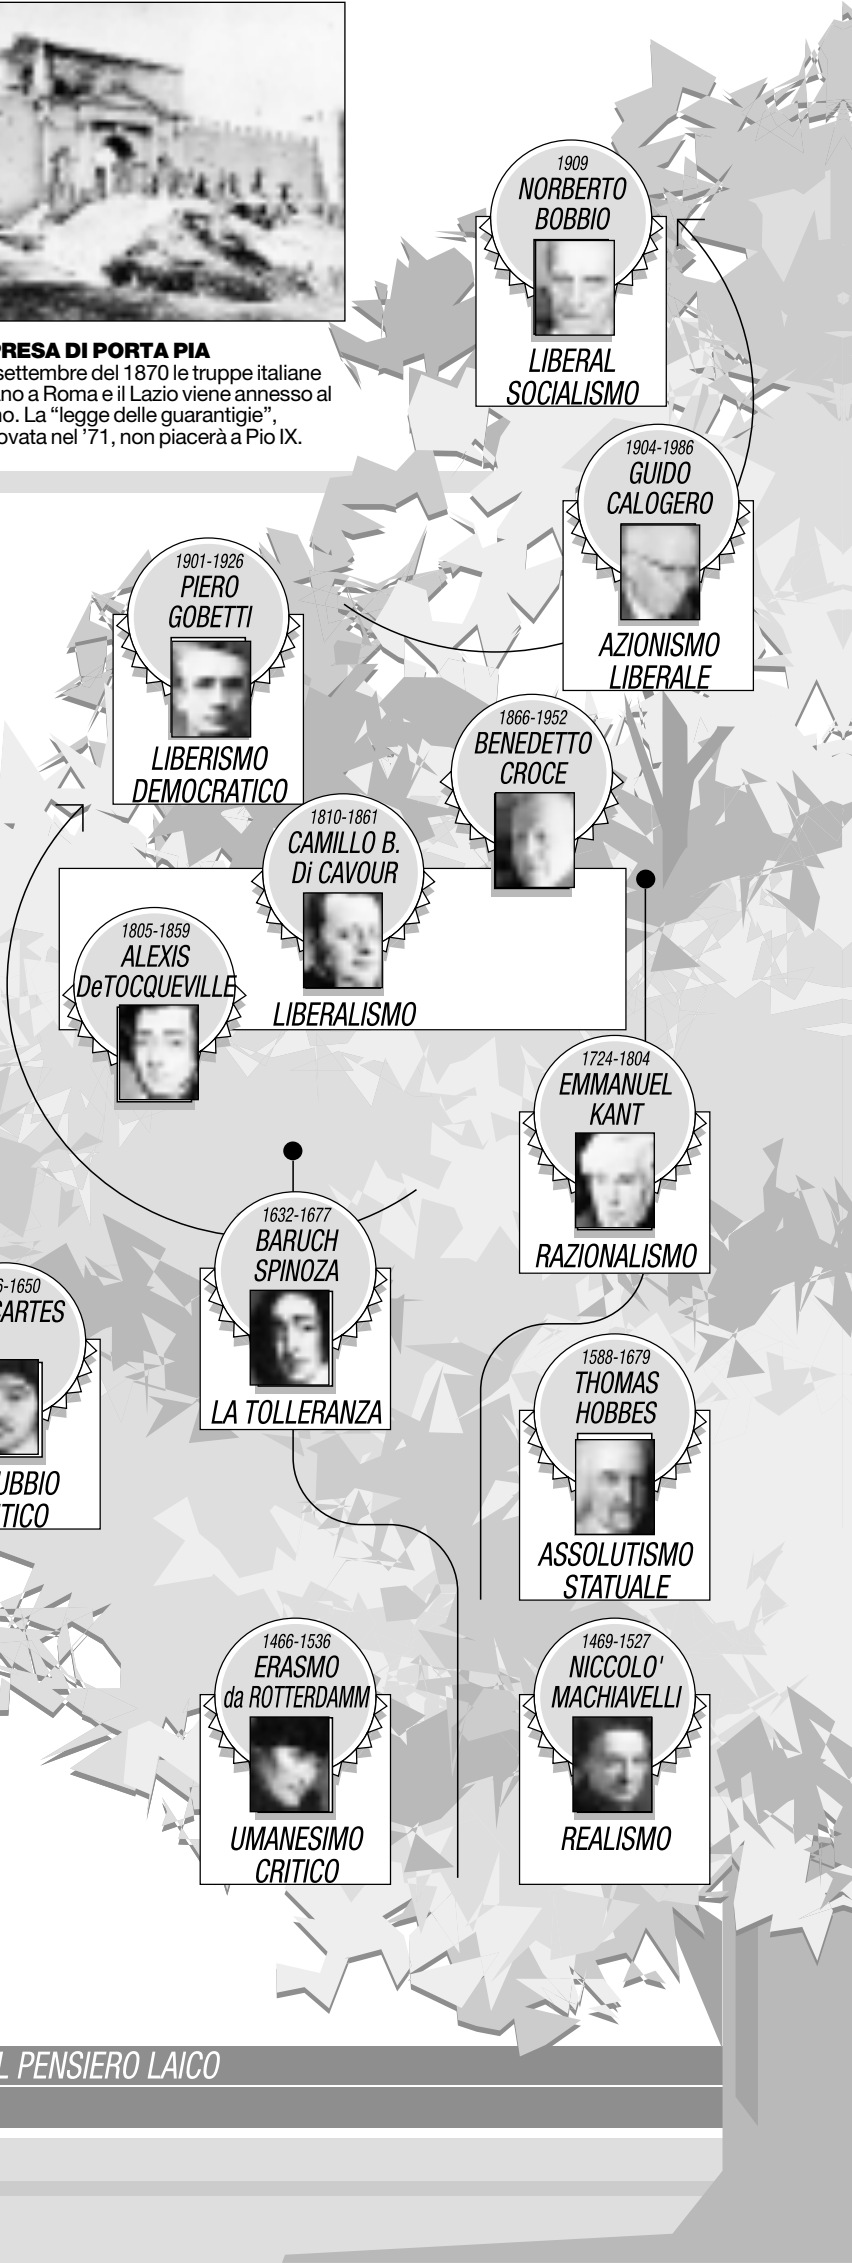 PRESA DI PORTA PIA
settembre del 1870 le truppe italiane
ano a Roma e il Lazio viene annesso al
no. La “legge delle guarantigie”,
ovata nel ’71, non piacerà a Pio IX.
1909
NORBERTO
BOBBIO
LIBERAL
SOCIALISMO
1904-1986
GUIDO
CALOGERO
AZIONISMO
LIBERALE
1901-1926
PIERO
GOBETTI
LIBERISMO
DEMOCRATICO
1866-1952
BENEDETTO
CROCE
1810-1861
CAMILLO B.
Di CAVOUR
1805-1859
ALEXIS
DeTOCQUEVILLE
LIBERALISMO
1724-1804
EMMANUEL
KANT
RAZIONALISMO
1632-1677
BARUCH
SPINOZA
LA TOLLERANZA
6-1650
CARTES
UBBIO
TICO
1588-1679
THOMAS
HOBBES
ASSOLUTISMO
STATUALE
1466-1536
ERASMO
da ROTTERDAMM
UMANESIMO
CRITICO
1469-1527
NICCOLO'
MACHIAVELLI
REALISMO
L PENSIERO LAICO